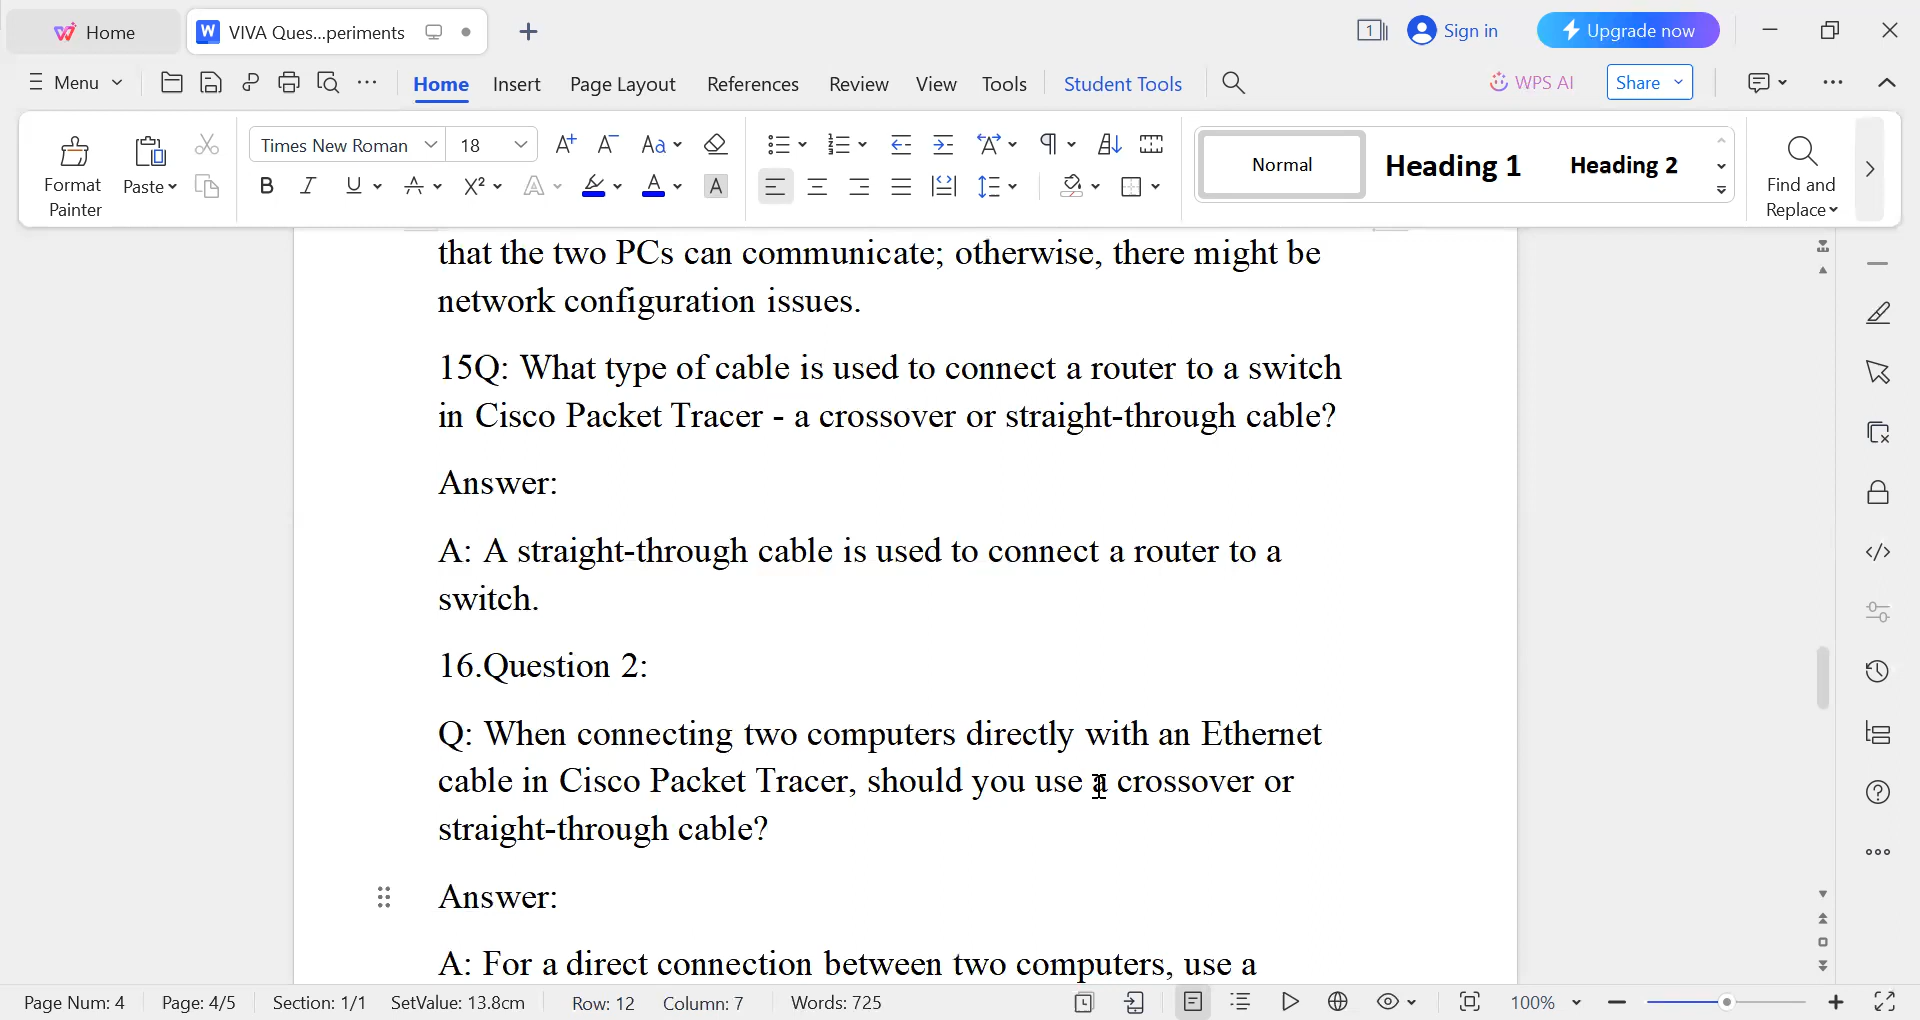 Home
VIVA Ques...periments
Sign in
Upgrade now
Menu
Home
Insert
Page Layout
References
Review
View
Tools
Student Tools
WPS AI
Share
Format
Painter
Paste
Times New Roman
18
Normal
Heading 1
Heading 2
Find and
Replace
that the two PCs can communicate; otherwise, there might be
network configuration issues.
15Q: What type of cable is used to connect a router to a switch
in Cisco Packet Tracer - a crossover or straight-through cable?
Answer:
A: A straight-through cable is used to connect a router to a
switch.
16.Question 2:
Q: When connecting two computers directly with an Ethernet
cable in Cisco Packet Tracer, should you use a crossover or
straight-through cable?
Answer:
A: For a direct connection between two computers, use a
Page Num: 4
Page: 4/5
Section: 1/1
SetValue: 13.8cm
Row: 12
Column: 7
Words: 725
100%